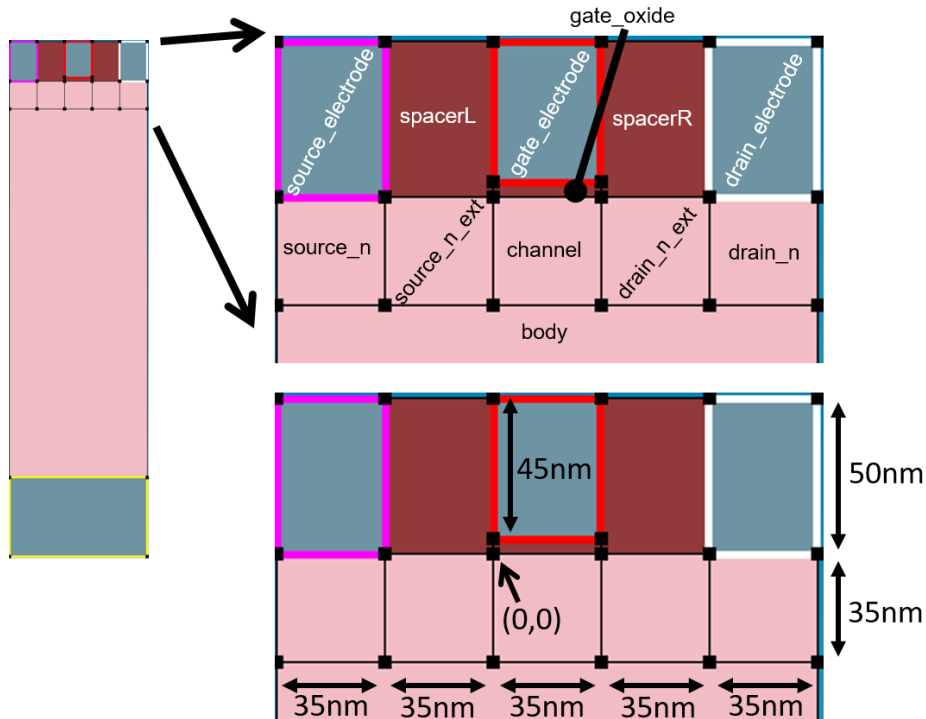 gate_oxide
source_electrode
spacerL
gate_electrode
spacerR
drain_electrode
source_n
source_n_ext
channel
drain_n_ext
drain_n
body
45nm
50nm
(0,0)
35nm
35nm 35nm 35nm 35nm 35nm